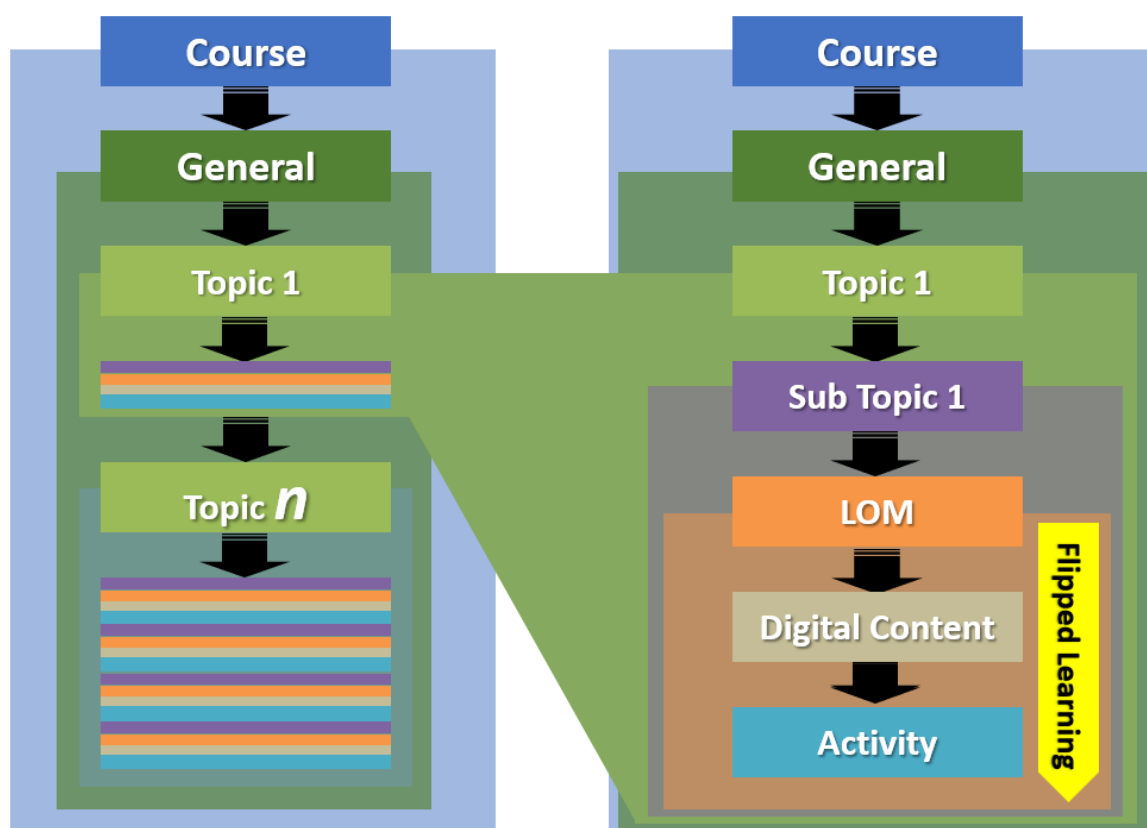 Course
General
Topic 1
Topic n
Course
General
Topic 1
Sub Topic 1
LOM
Digital Content
Activity
Flipped Learning